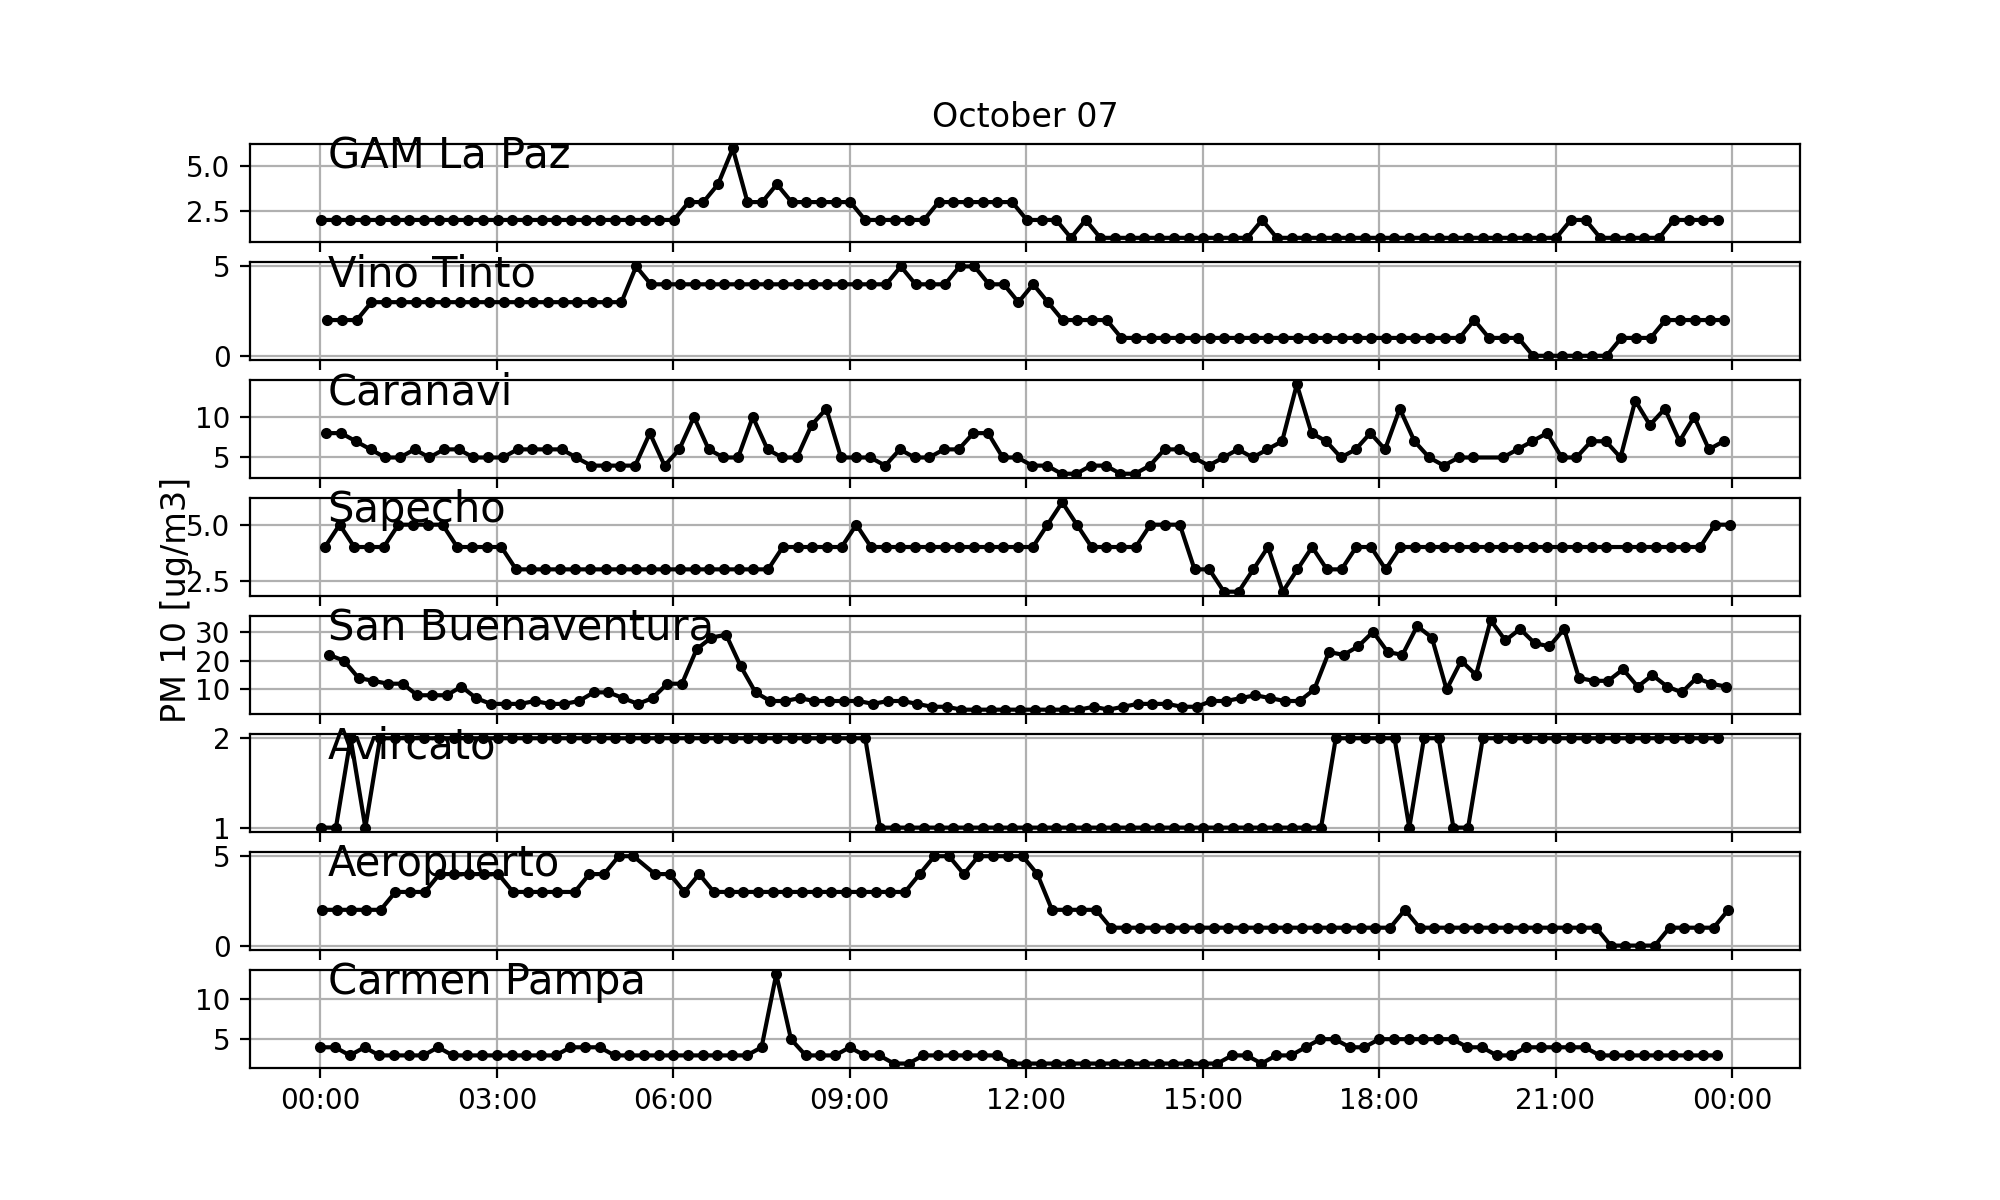 October 07
GAM La Paz
5.0
2.5
Vino Tinto
5
0
Caranavi
10
5
Sapecho
5.0
2.5
PM 10 [ug/m3]
San Buenaventura
30
20
10
Avircato
2
1
Aeropuerto
5
0
Carmen Pampa
10
5
00:00 03:00 06:00 09:00 12:00 15:00 18:00 21:00 00:00